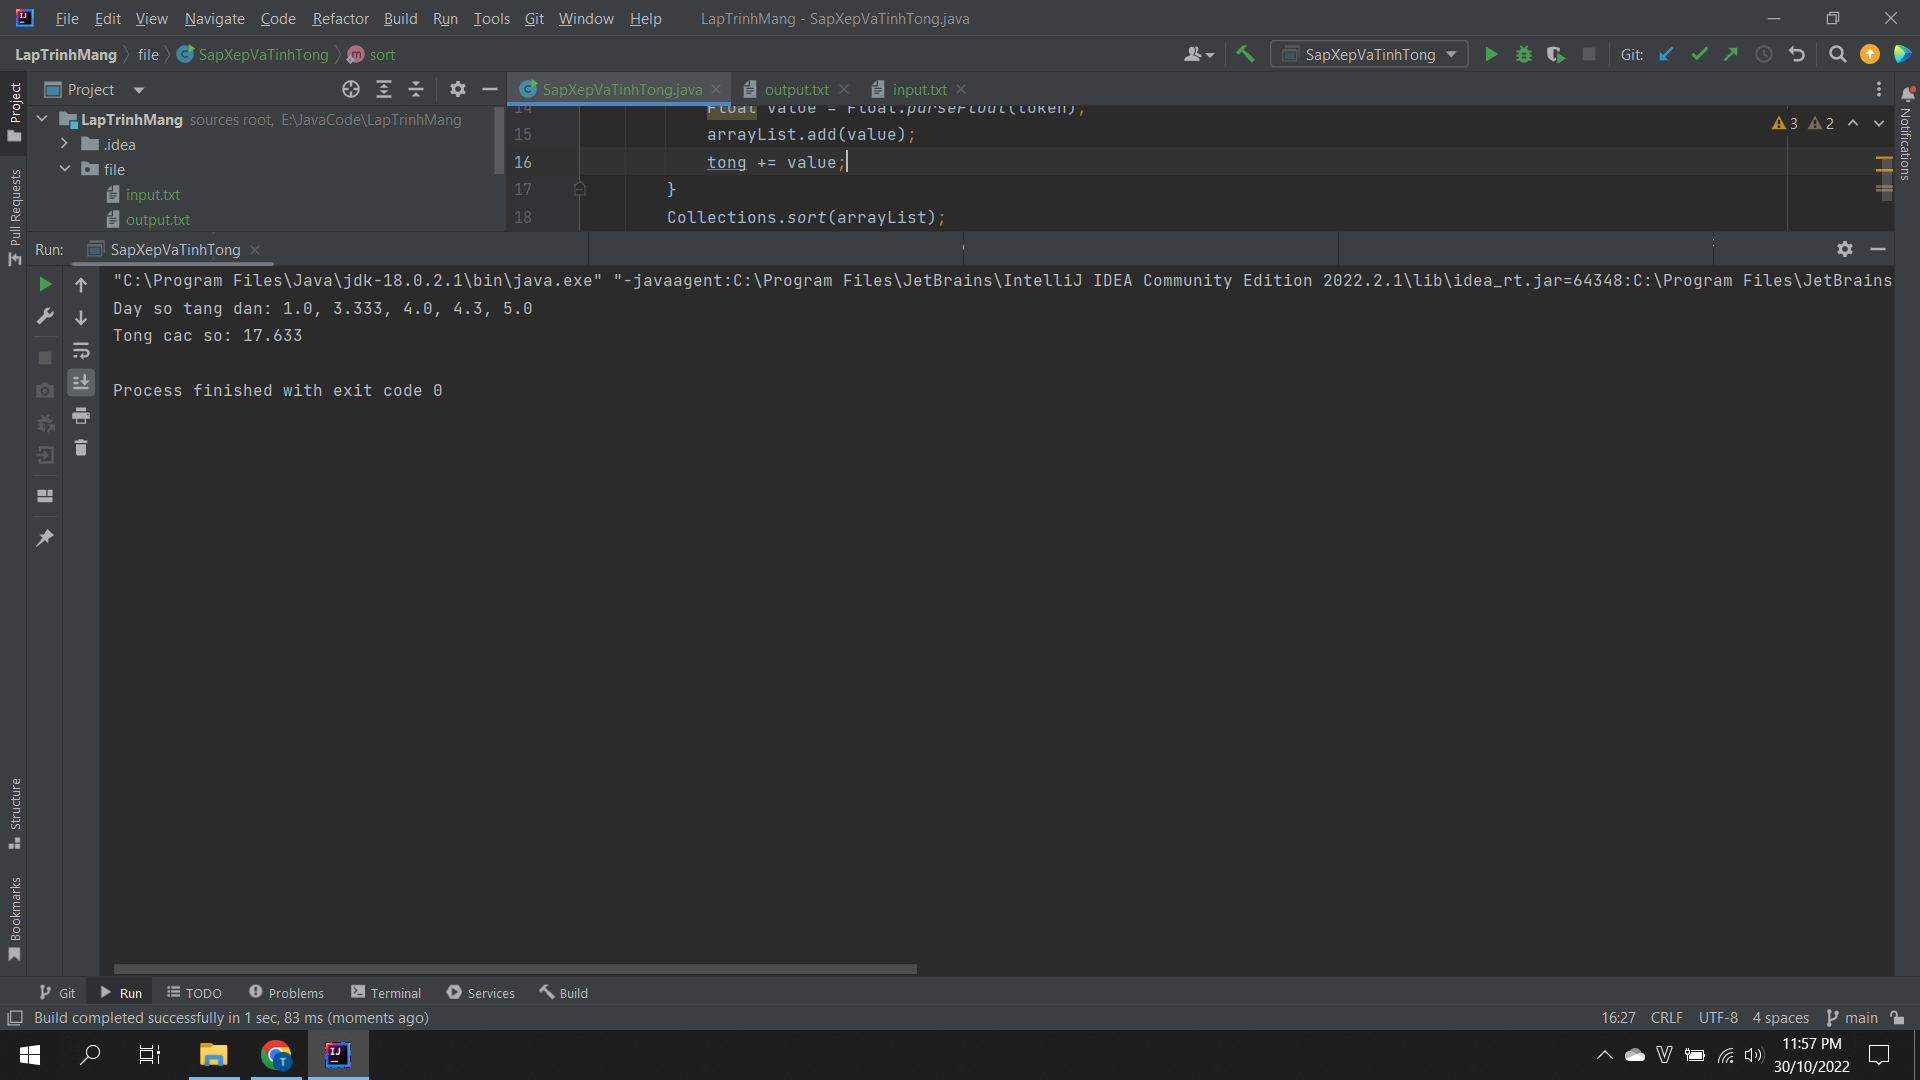 File Edit View Navigate Code Refactor Build Run Tools Git Window Help LapTrinhMang - SapXepVaTinhTong.java
LapTrinhMang file SapXepVaTinhTong sort SapXepVaTinhTong Git:
Project SapXepVaTinhTong.java output.txt input.txt
LapTrinhMang sources root, E:\JavaCode\LapTrinhMang
.idea
file
input.txt
output.txt
14 Float value = Float.parseFloat(token);
15 arrayList.add(value);
16 tong += value;
17 }
18 Collections.sort(arrayList);
3 2
Project
Pull Requests
Structure
Bookmarks
Notifications
Run: SapXepVaTinhTong
"C:\Program Files\Java\jdk-18.0.2.1\bin\java.exe" "-javaagent:C:\Program Files\JetBrains\IntelliJ IDEA Community Edition 2022.2.1\lib\idea_rt.jar=64348:C:\Program Files\JetBrains
Day so tang dan: 1.0, 3.333, 4.0, 4.3, 5.0
Tong cac so: 17.633
Process finished with exit code 0
Git Run TODO Problems Terminal Services Build
Build completed successfully in 1 sec, 83 ms (moments ago) 16:27 CRLF UTF-8 4 spaces main
11:57 PM
30/10/2022